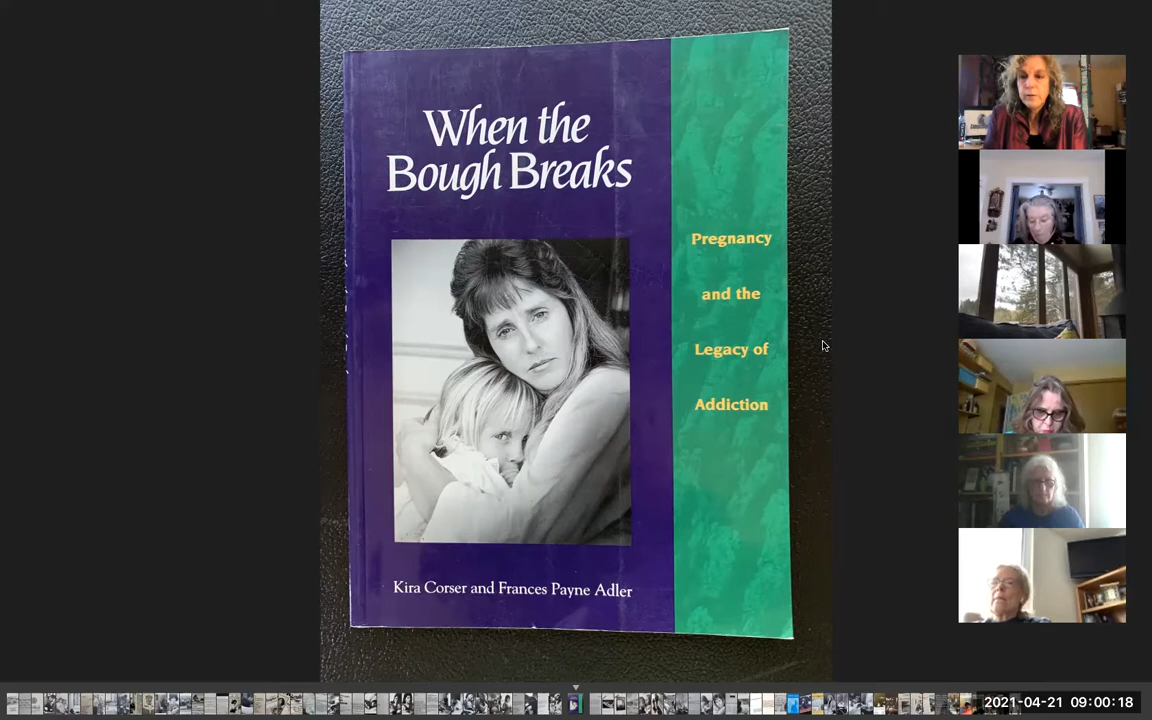 When the
Bough Breaks
Pregnancy
and the
Legacy of
Addiction
Kira Corser and Frances Payne Adler
2021-04-21 09:00:18